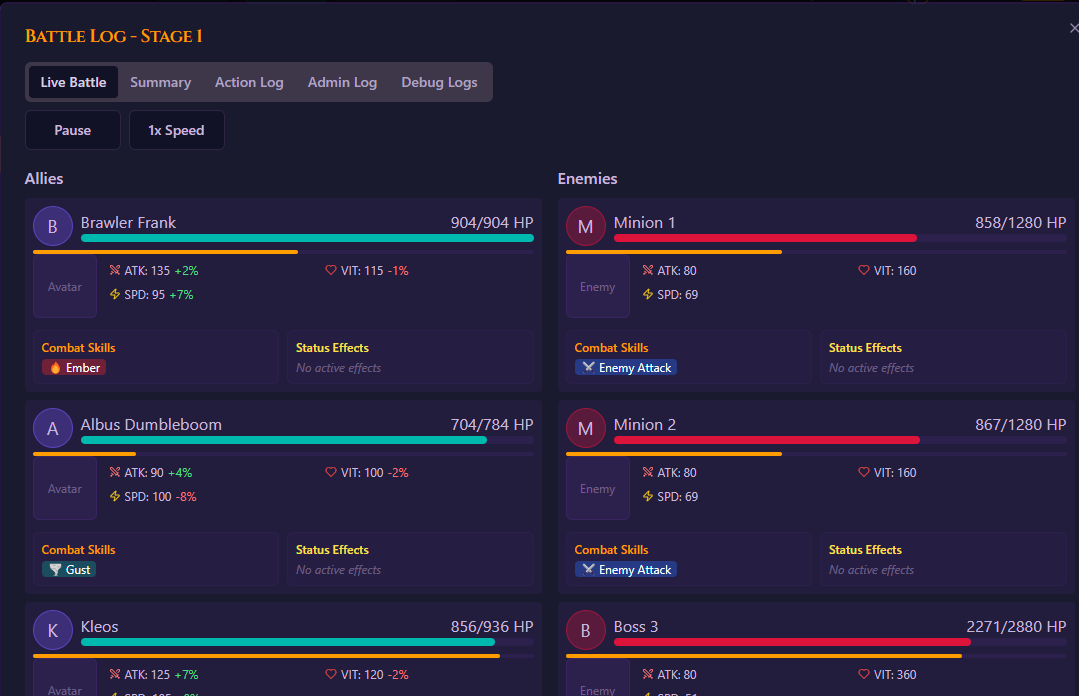 Battle Log - Stage 1
Live Battle Summary Action Log Admin Log Debug Logs
Pause 1x Speed
Allies
B Brawler Frank 904/904 HP
Avatar
ATK: 135 +2% VIT: 115 -1%
SPD: 95 +7%
Combat Skills Status Effects
Ember No active effects
A Albus Dumbleboom 704/784 HP
Avatar
ATK: 90 +4% VIT: 100 -2%
SPD: 100 -8%
Combat Skills Status Effects
Gust No active effects
K Kleos 856/936 HP
ATK: 125 +7% VIT: 120 -2%
Avatar
Enemies
M Minion 1 858/1280 HP
Enemy
ATK: 80 VIT: 160
SPD: 69
Combat Skills Status Effects
Enemy Attack No active effects
M Minion 2 867/1280 HP
Enemy
ATK: 80 VIT: 160
SPD: 69
Combat Skills Status Effects
Enemy Attack No active effects
B Boss 3 2271/2880 HP
ATK: 80 VIT: 360
Enemy